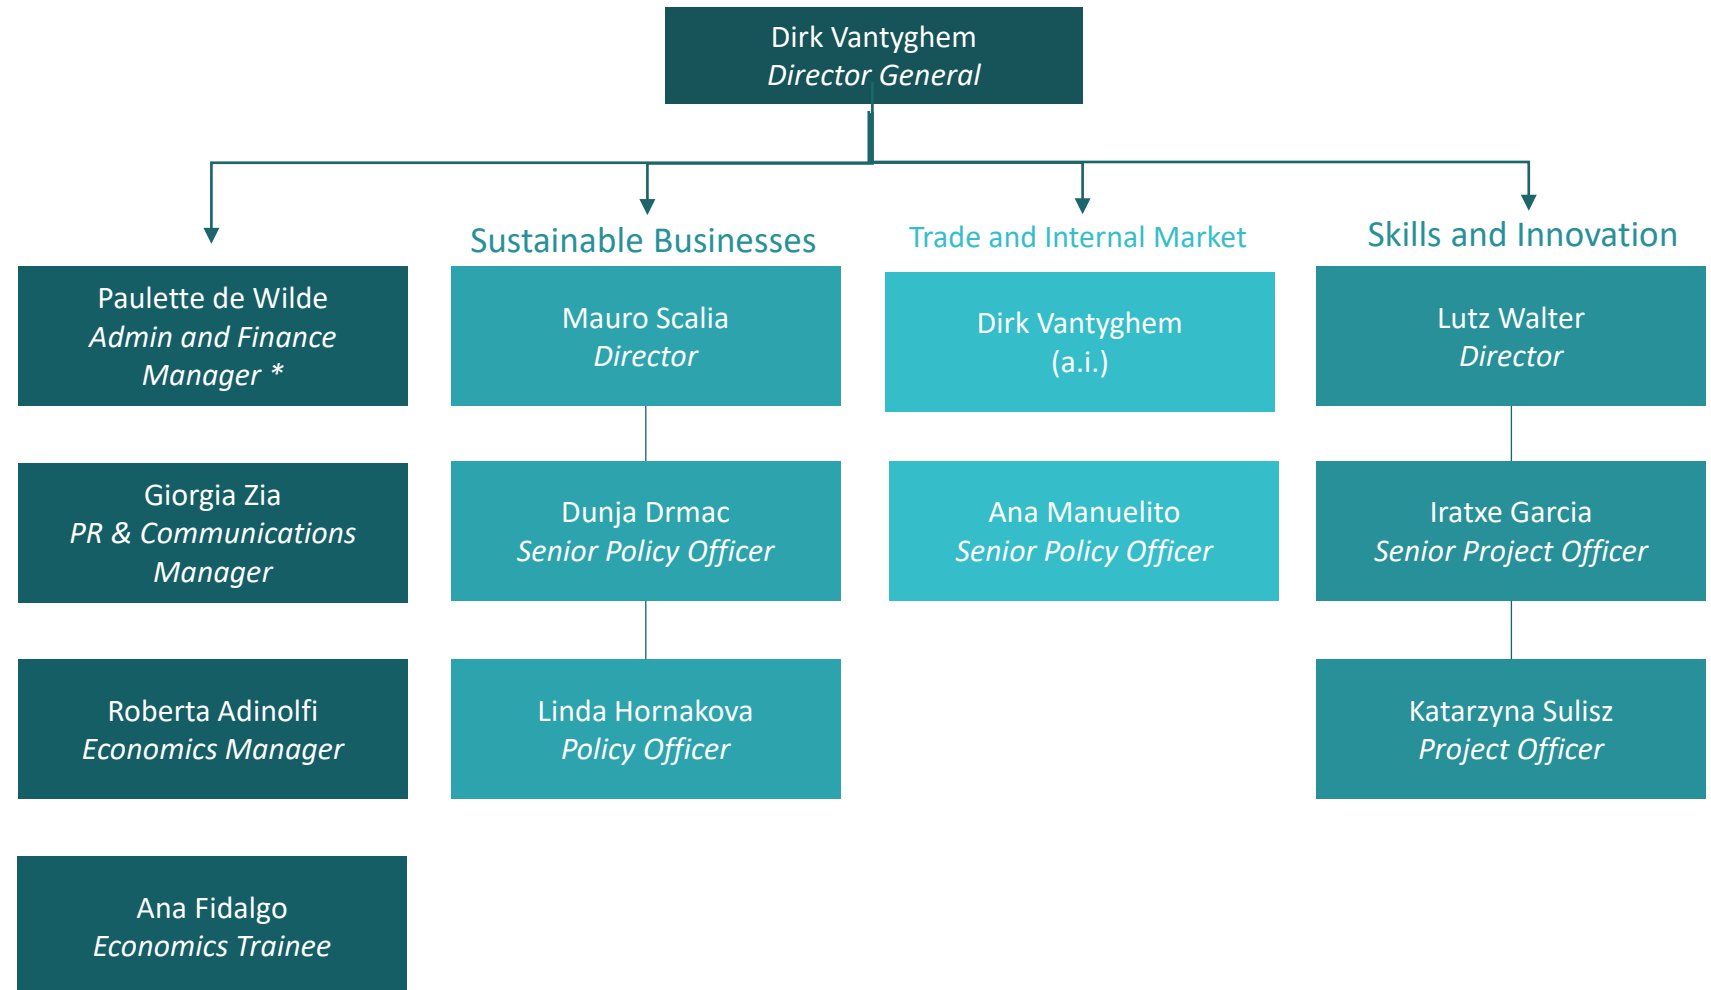 Dirk Vantyghem
Director General
Sustainable Businesses
Trade and Internal Market
Skills and Innovation
Paulette de Wilde
Admin and Finance
Manager *
Mauro Scalia
Director
Dirk Vantyghem
(a.i.)
Lutz Walter
Director
Giorgia Zia
PR & Communications
Manager
Dunja Drmac
Senior Policy Officer
Ana Manuelito
Senior Policy Officer
Iratxe Garcia
Senior Project Officer
Roberta Adinolfi
Economics Manager
Linda Hornakova
Policy Officer
Katarzyna Sulisz
Project Officer
Ana Fidalgo
Economics Trainee